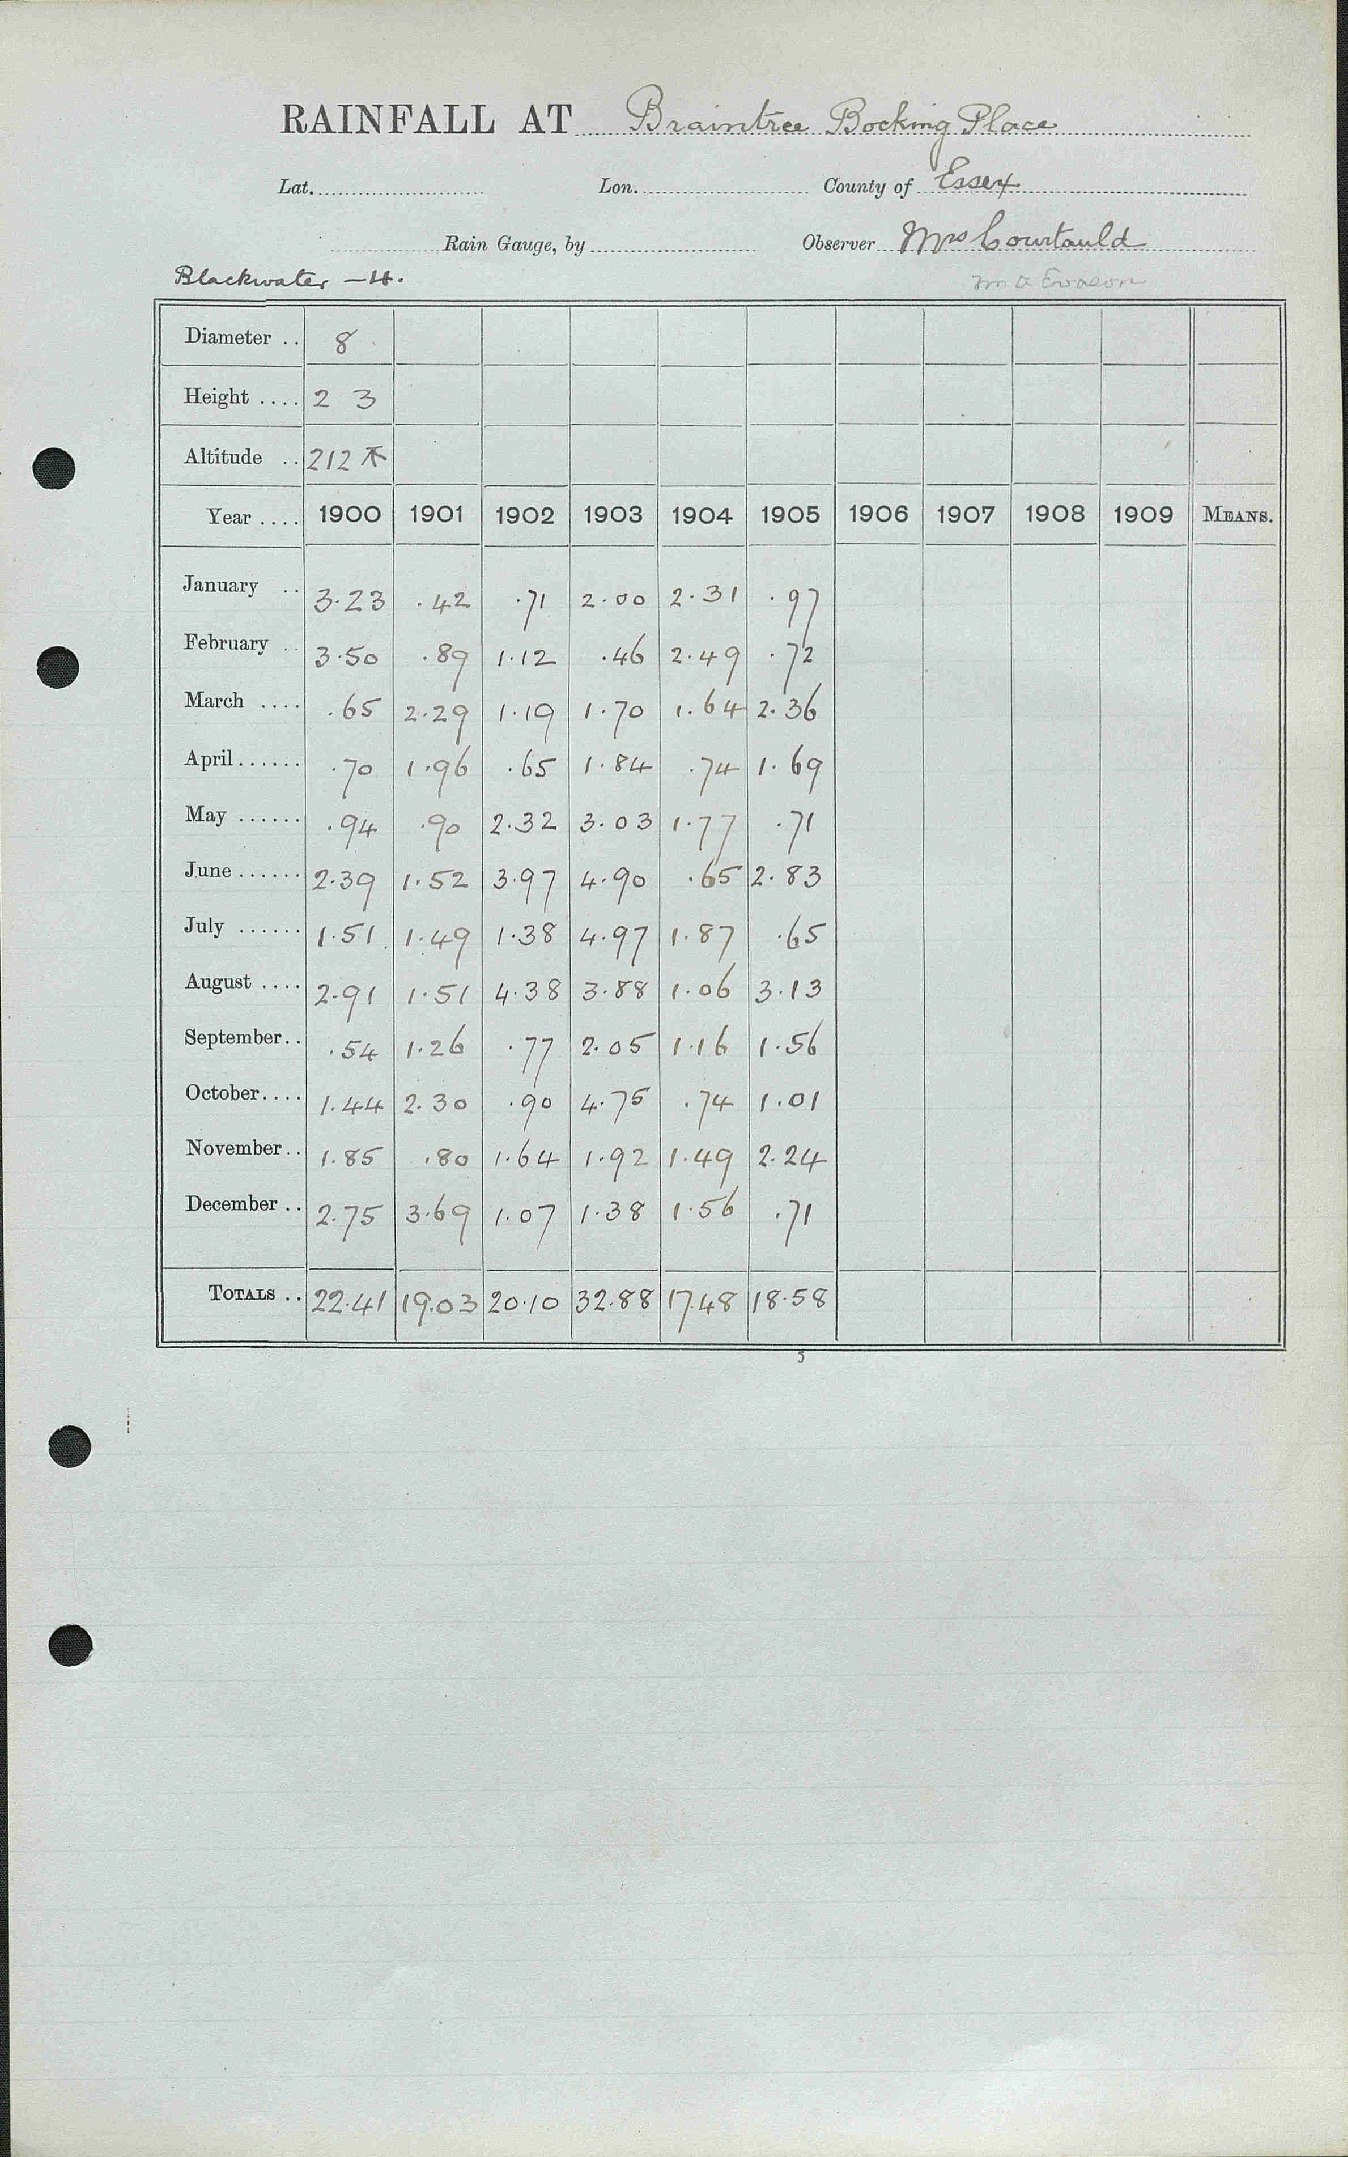 RAINFALL AT Braintree Bocking Place
Lat. Lon. County of Essex
Rain Gauge, by Observer Mrs Courtauld
Blackwater - H.
Diameter .. 8
Height .... 2 3
Altitude .. 212
Year .... 1900 1901 1902 1903 1904 1905 1906 1907 1908 1909 MEANS.
January .. 3.23 .42 .71 2.00 2.31 .97
February .. 3.50 .89 1.12 .46 2.49 .72
March .... .65 2.29 1.19 1.70 1.64 2.36
April ...... .70 1.96 .65 1.84 .74 1.69
May ...... .94 .90 2.32 3.03 1.77 .71
June ...... 2.39 1.52 3.97 4.90 .65 2.83
July ...... 1.51 1.49 1.38 4.97 1.87 .65
August .... 2.91 1.51 4.38 3.88 1.06 3.13
September .. .54 1.26 .77 2.05 1.16 1.56
October .... 1.44 2.30 .90 4.75 .74 1.01
November .. 1.85 .80 1.64 1.92 1.49 2.24
December .. 2.75 3.69 1.07 1.38 1.56 .71
TOTALS .. 22.41 19.03 20.10 32.88 17.48 18.58
5